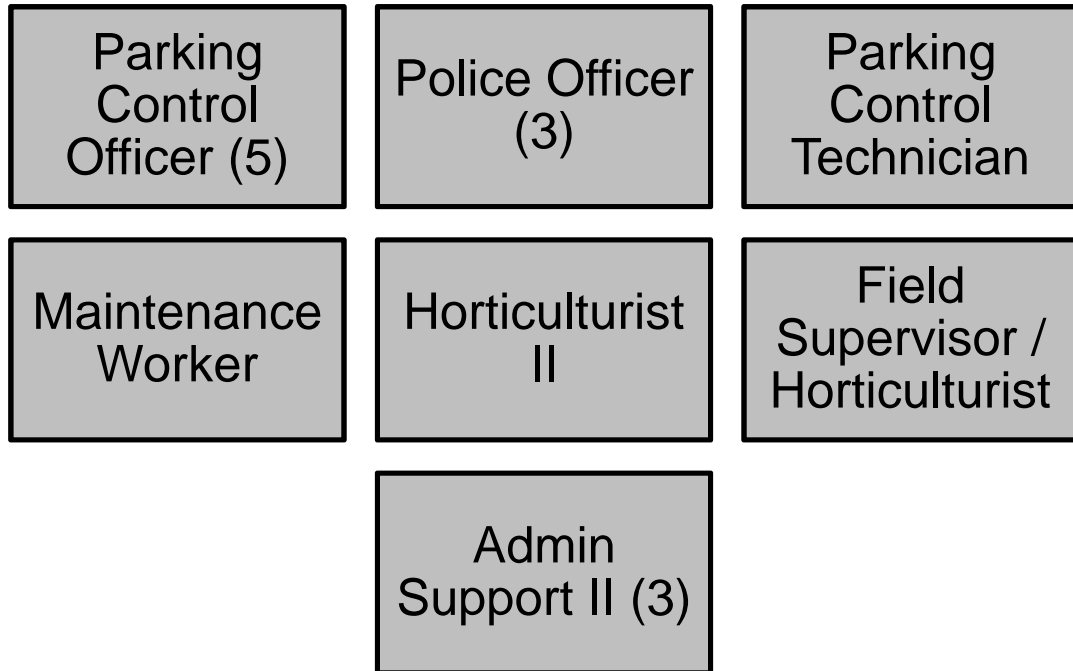 Parking
Control
Officer (5)
Police Officer
(3)
Parking
Control
Technician
Maintenance
Worker
Horticulturist
II
Field
Supervisor /
Horticulturist
Admin
Support II (3)